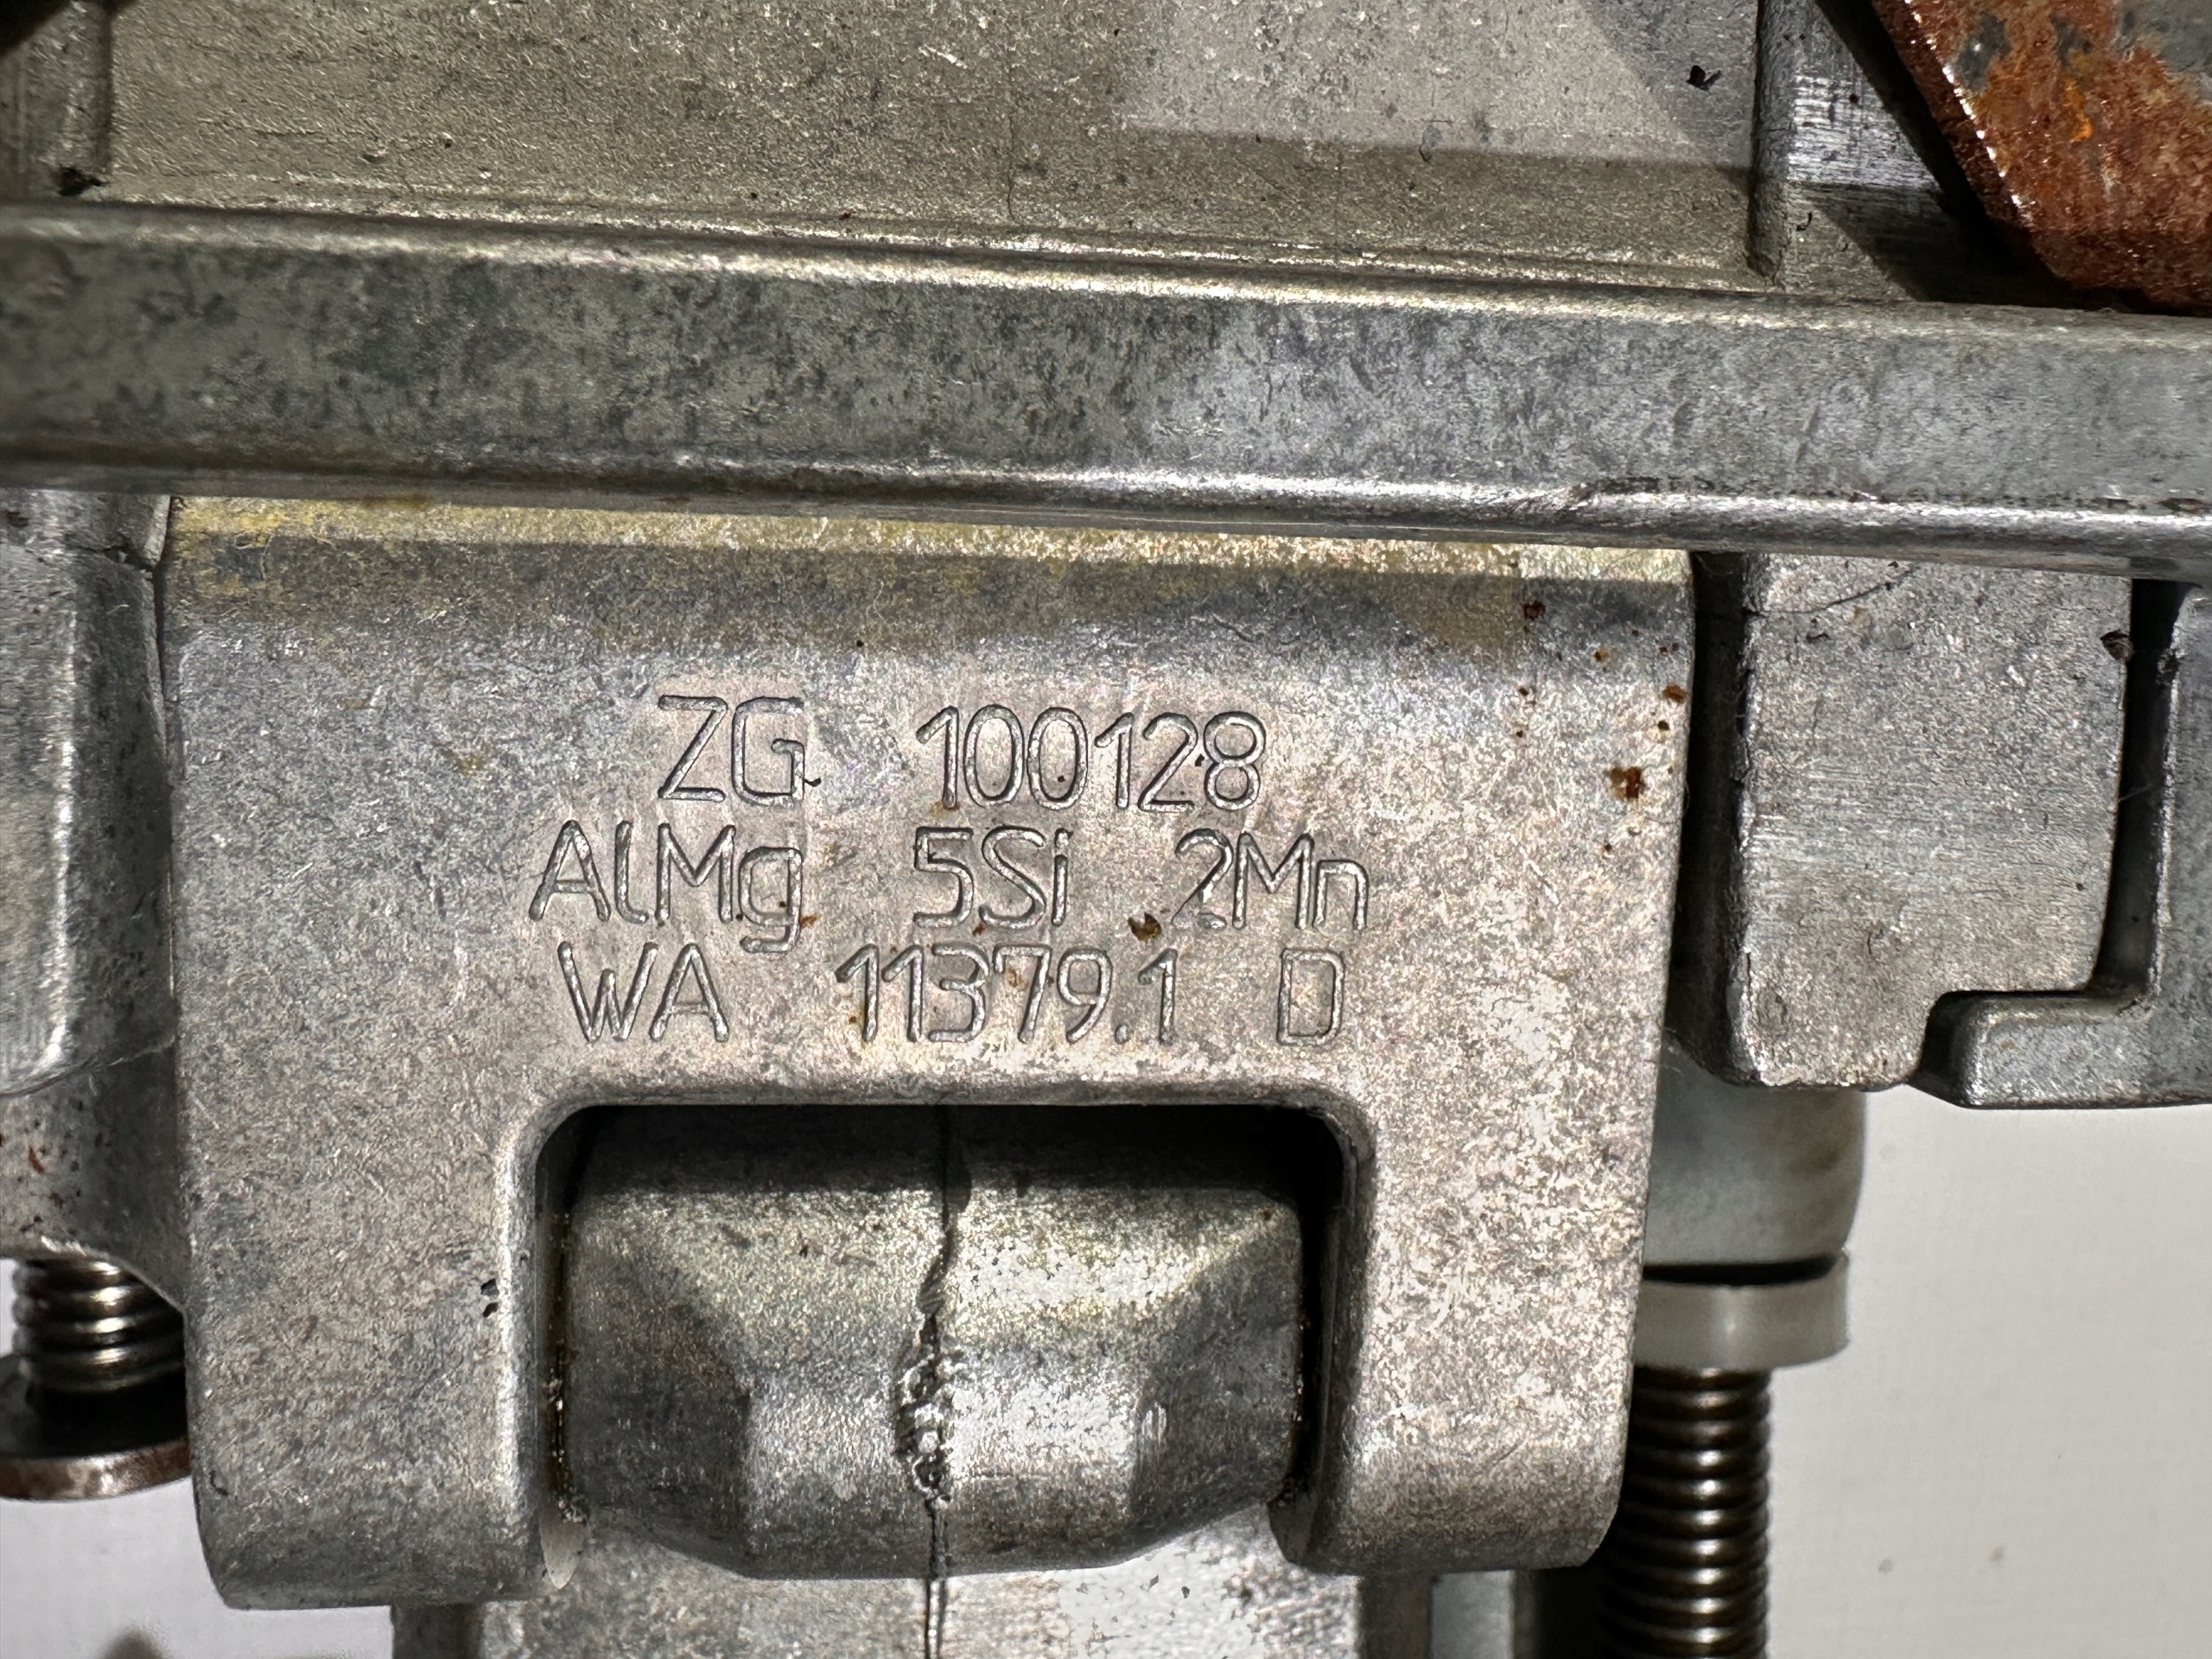 ZG 100128
AlMg 5Si 2Mn
WA 11379.1 D